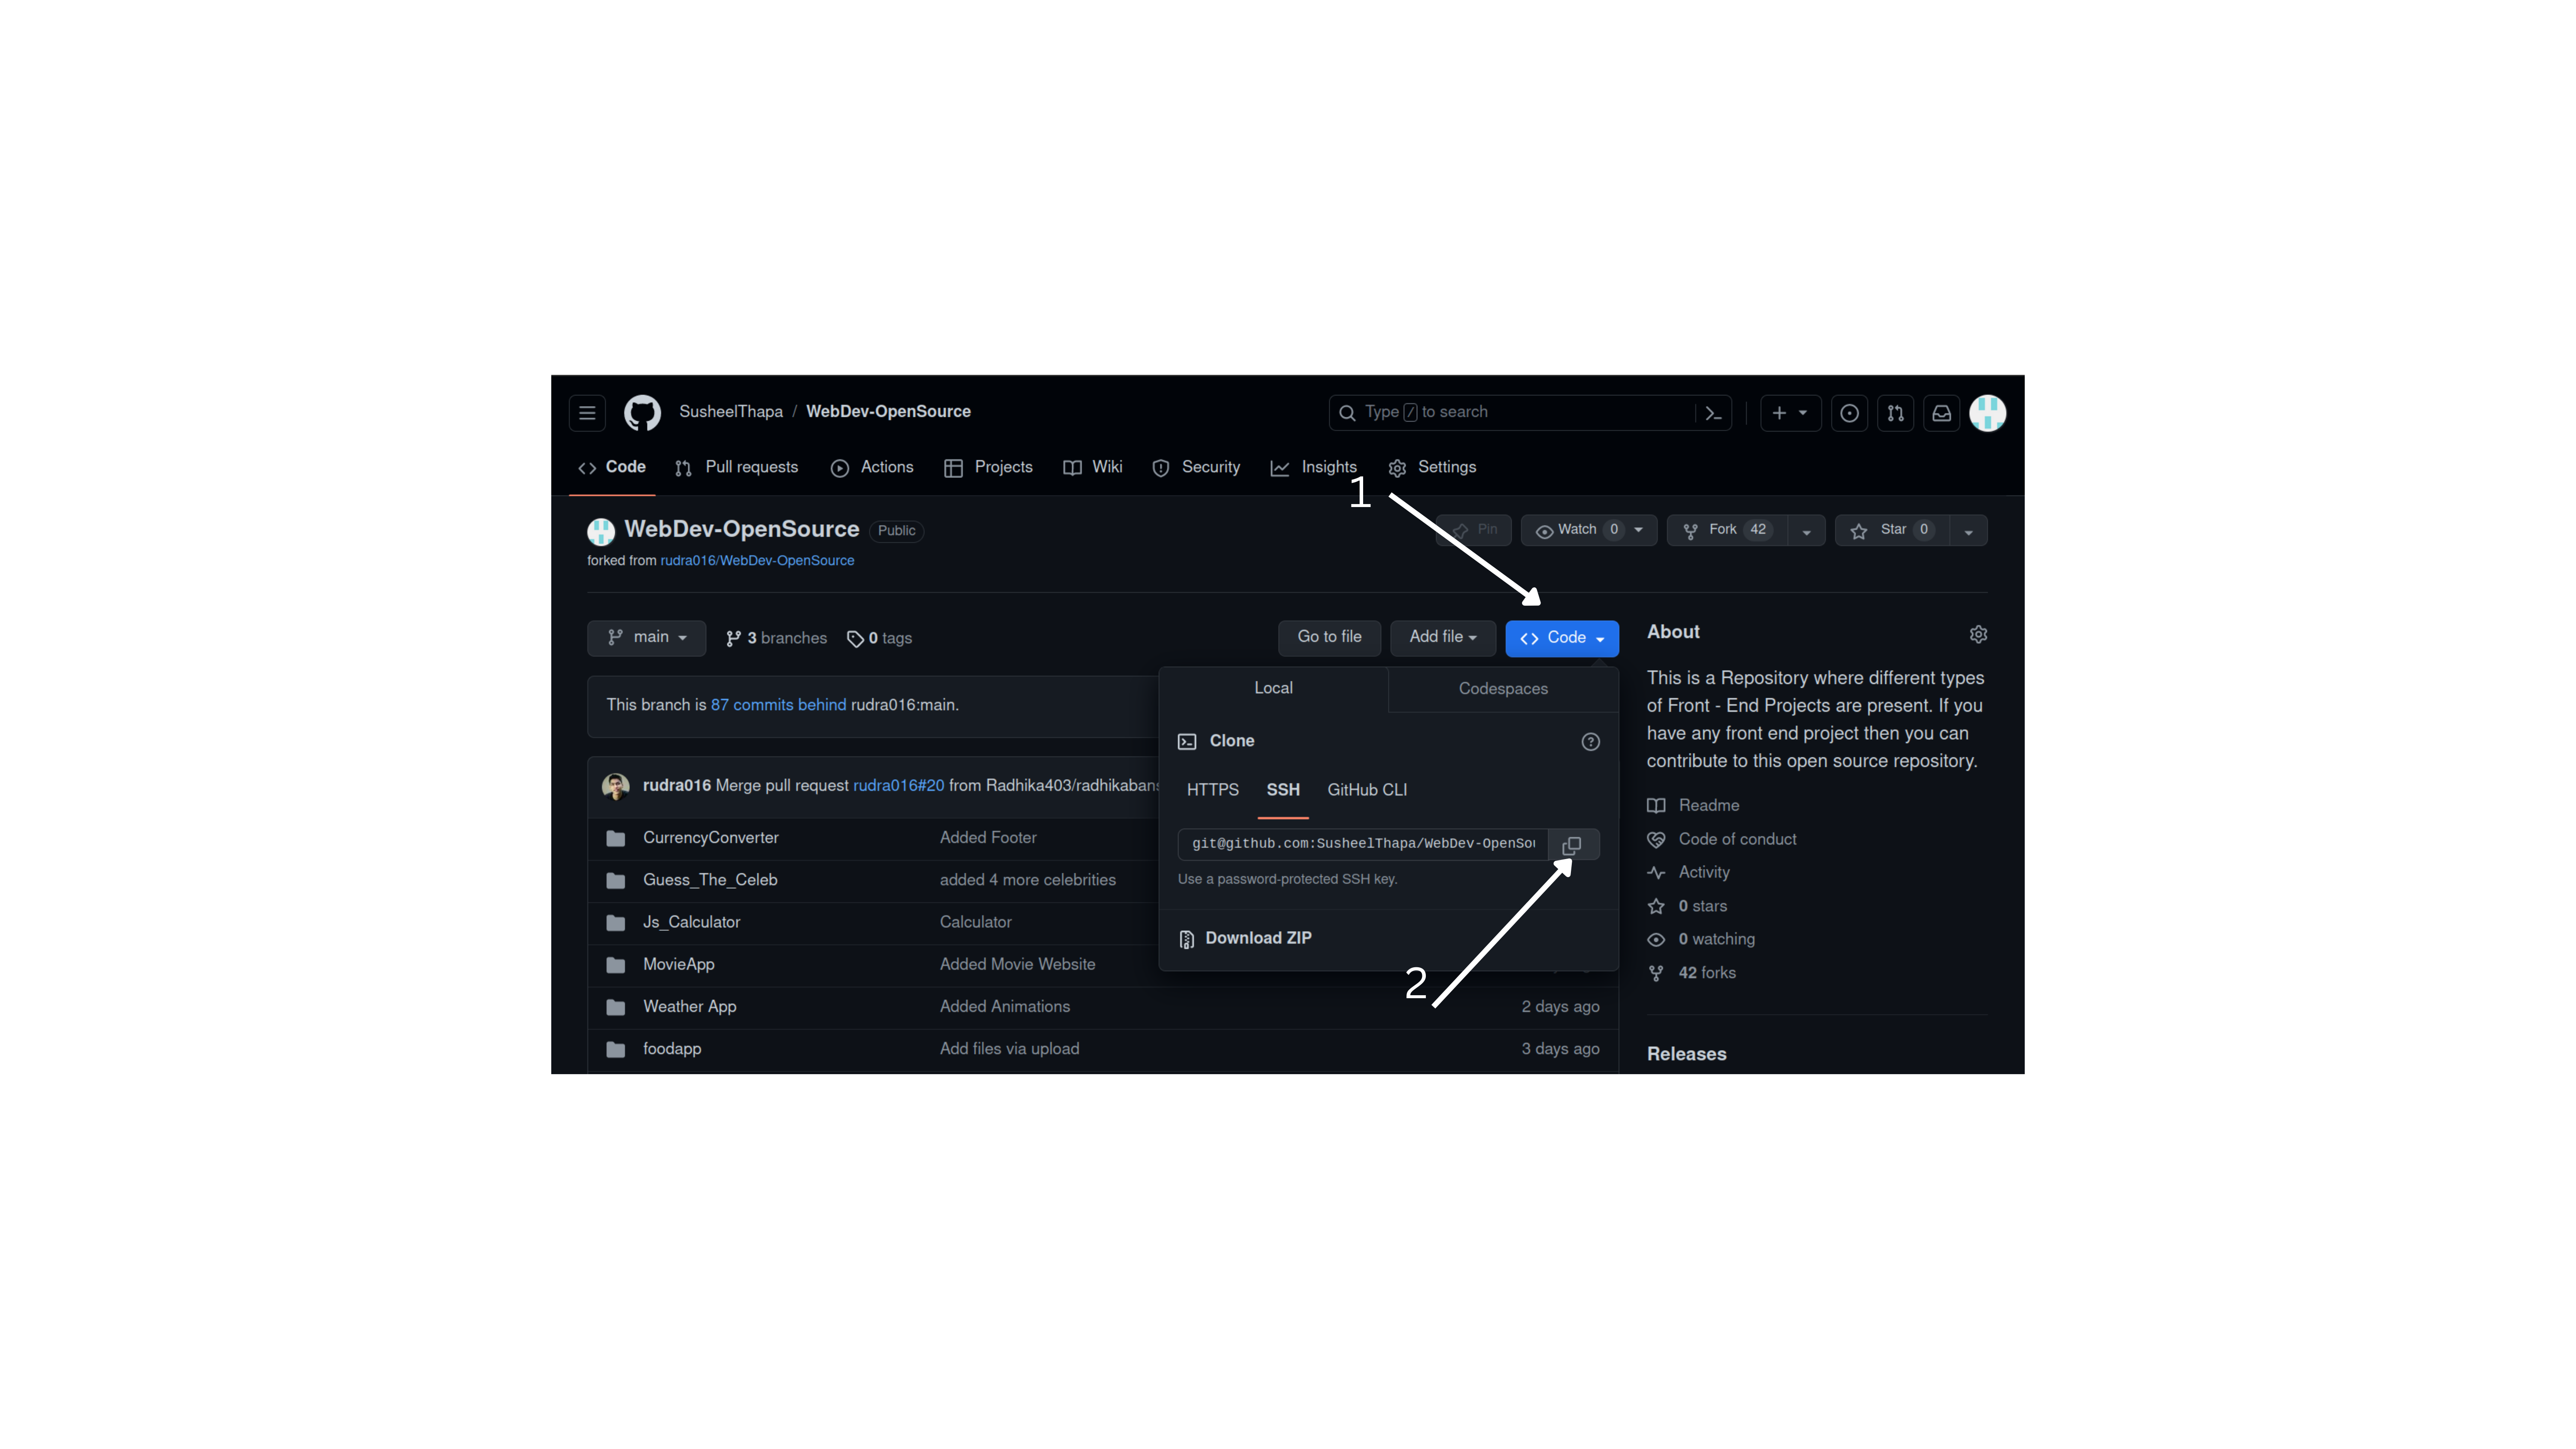 SusheelThapa / WebDev-OpenSource
Type / to search
Code Pull requests Actions Projects Wiki Security Insights Settings
1
WebDev-OpenSource Public
Pin Watch 0 Fork 42 Star 0
forked from rudra016/WebDev-OpenSource
main 3 branches 0 tags Go to file Add file Code
About
This is a Repository where different types
of Front - End Projects are present. If you
have any front end project then you can
contribute to this open source repository.
Local Codespaces
This branch is 87 commits behind rudra016:main.
Clone
rudra016 Merge pull request rudra016#20 from Radhika403/radhikabans
HTTPS SSH GitHub CLI
git@github.com:SusheelThapa/WebDev-OpenSou
Use a password-protected SSH key.
Download ZIP
2
CurrencyConverter Added Footer
Guess_The_Celeb added 4 more celebrities
Js_Calculator Calculator
MovieApp Added Movie Website
Weather App Added Animations 2 days ago
foodapp Add files via upload 3 days ago
Readme
Code of conduct
Activity
0 stars
0 watching
42 forks
Releases